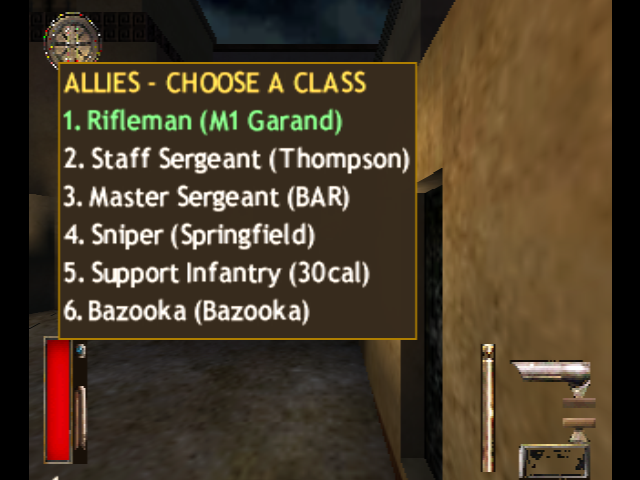 ALLIES - CHOOSE A CLASS
1. Rifleman (M1 Garand)
2. Staff Sergeant (Thompson)
3. Master Sergeant (BAR)
4. Sniper (Springfield)
5. Support Infantry (30cal)
6. Bazooka (Bazooka)